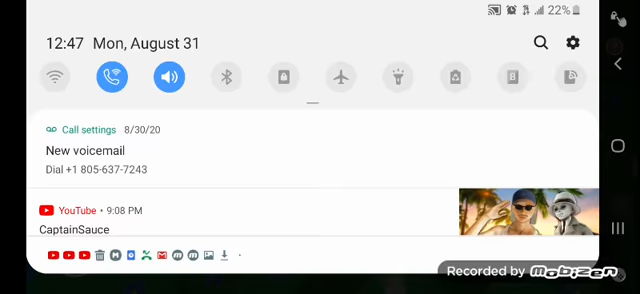 22%
12:47 Mon, August 31
Call settings 8/30/20
New voicemail
Dial +1 805-637-7243
YouTube • 9:08 PM
CaptainSauce
Recorded by Mobizen